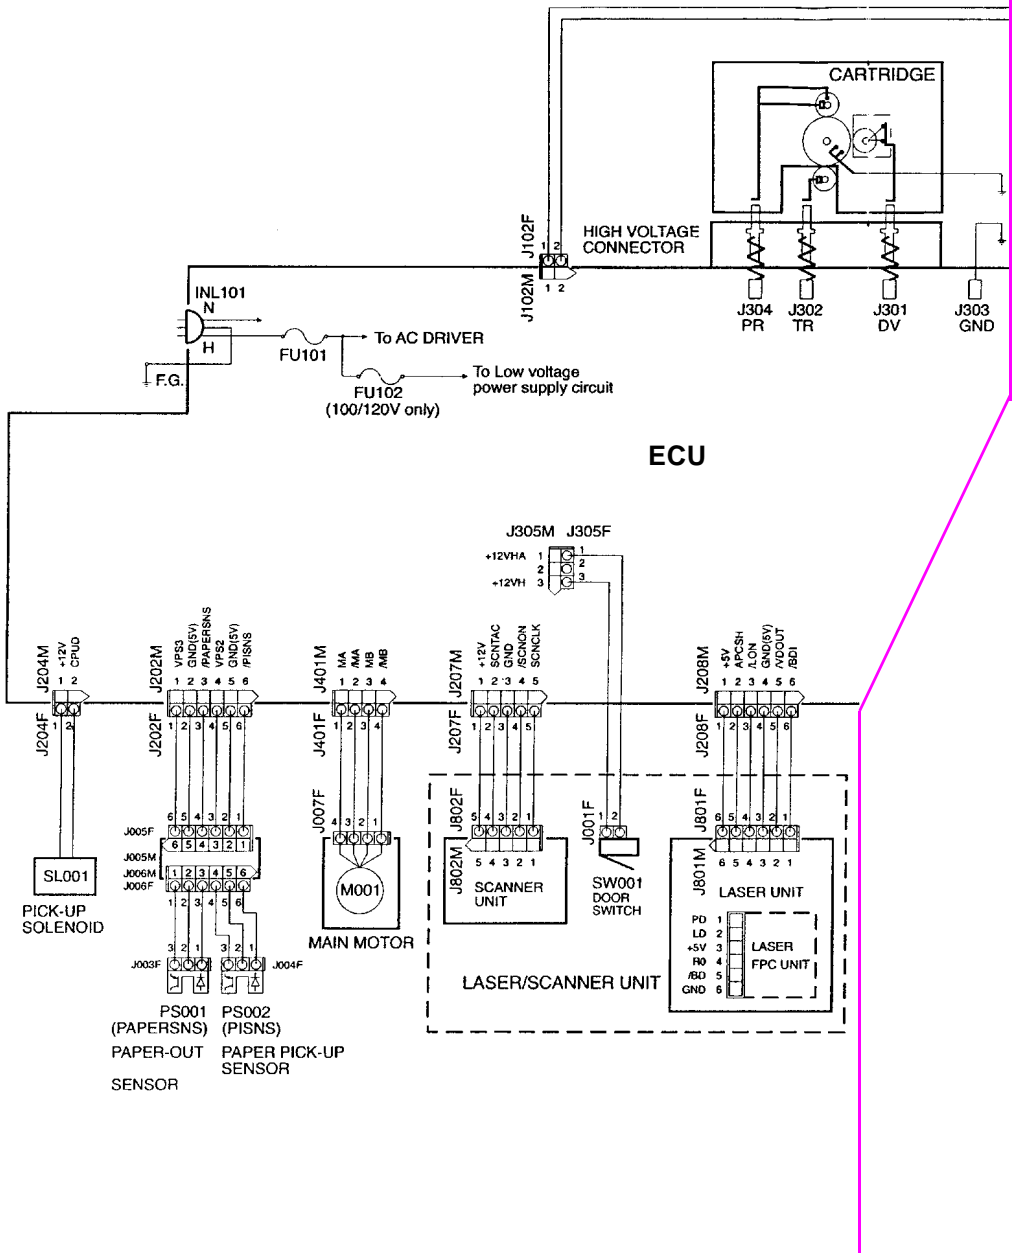 CARTRIDGE
J102F
1 2
HIGH VOLTAGE
CONNECTOR
J102M
1 2
INL101
N
H
F.G.
FU101
To AC DRIVER
FU102
(100/120V only)
To Low voltage
power supply circuit
J304
PR
J302
TR
J301
DV
J303
GND
ECU
J305M J305F
+12VHA 1 1
2 2
+12VH 3 3
J204M
+12V
CPUD
1 2
J204F
1 2
J202M
VPS3
GND(5V)
/PAPERSNS
VPS2
GND(5V)
/PISNS
1 2 3 4 5 6
J202F
1 2 3 4 5 6
J401M
MA
/MA
MB
/MB
1 2 3 4
J401F
1 2 3 4
J207M
+12V
SCNTAC
GND
/SCNON
SCNCLK
1 2 3 4 5
J207F
1 2 3 4 5
J208M
+5V
APCSH
/LON
GND(5V)
/VDOUT
/BDI
1 2 3 4 5 6
J208F
1 2 3 4 5 6
6 5 4 3 2 1
J005F
6 5 4 3 2 1
J005M
J006M
1 2 3 4 5 6
J006F
1 2 3 4 5 6
SL001
PICK-UP
SOLENOID
3 2 1 3 2 1
J003F
J004F
PS001
(PAPERSNS)
PAPER-OUT
SENSOR
PS002
(PISNS)
PAPER PICK-UP
SENSOR
J007F
4 3 2 1
M001
MAIN MOTOR
J802F
5 4 3 2 1
J802M
5 4 3 2 1
SCANNER
UNIT
J001F
1 2
SW001
DOOR
SWITCH
J801F
6 5 4 3 2 1
J801M
6 5 4 3 2 1
LASER UNIT
PD 1
LD 2
+5V 3
R0 4
/BD 5
GND 6
LASER
FPC UNIT
LASER/SCANNER UNIT